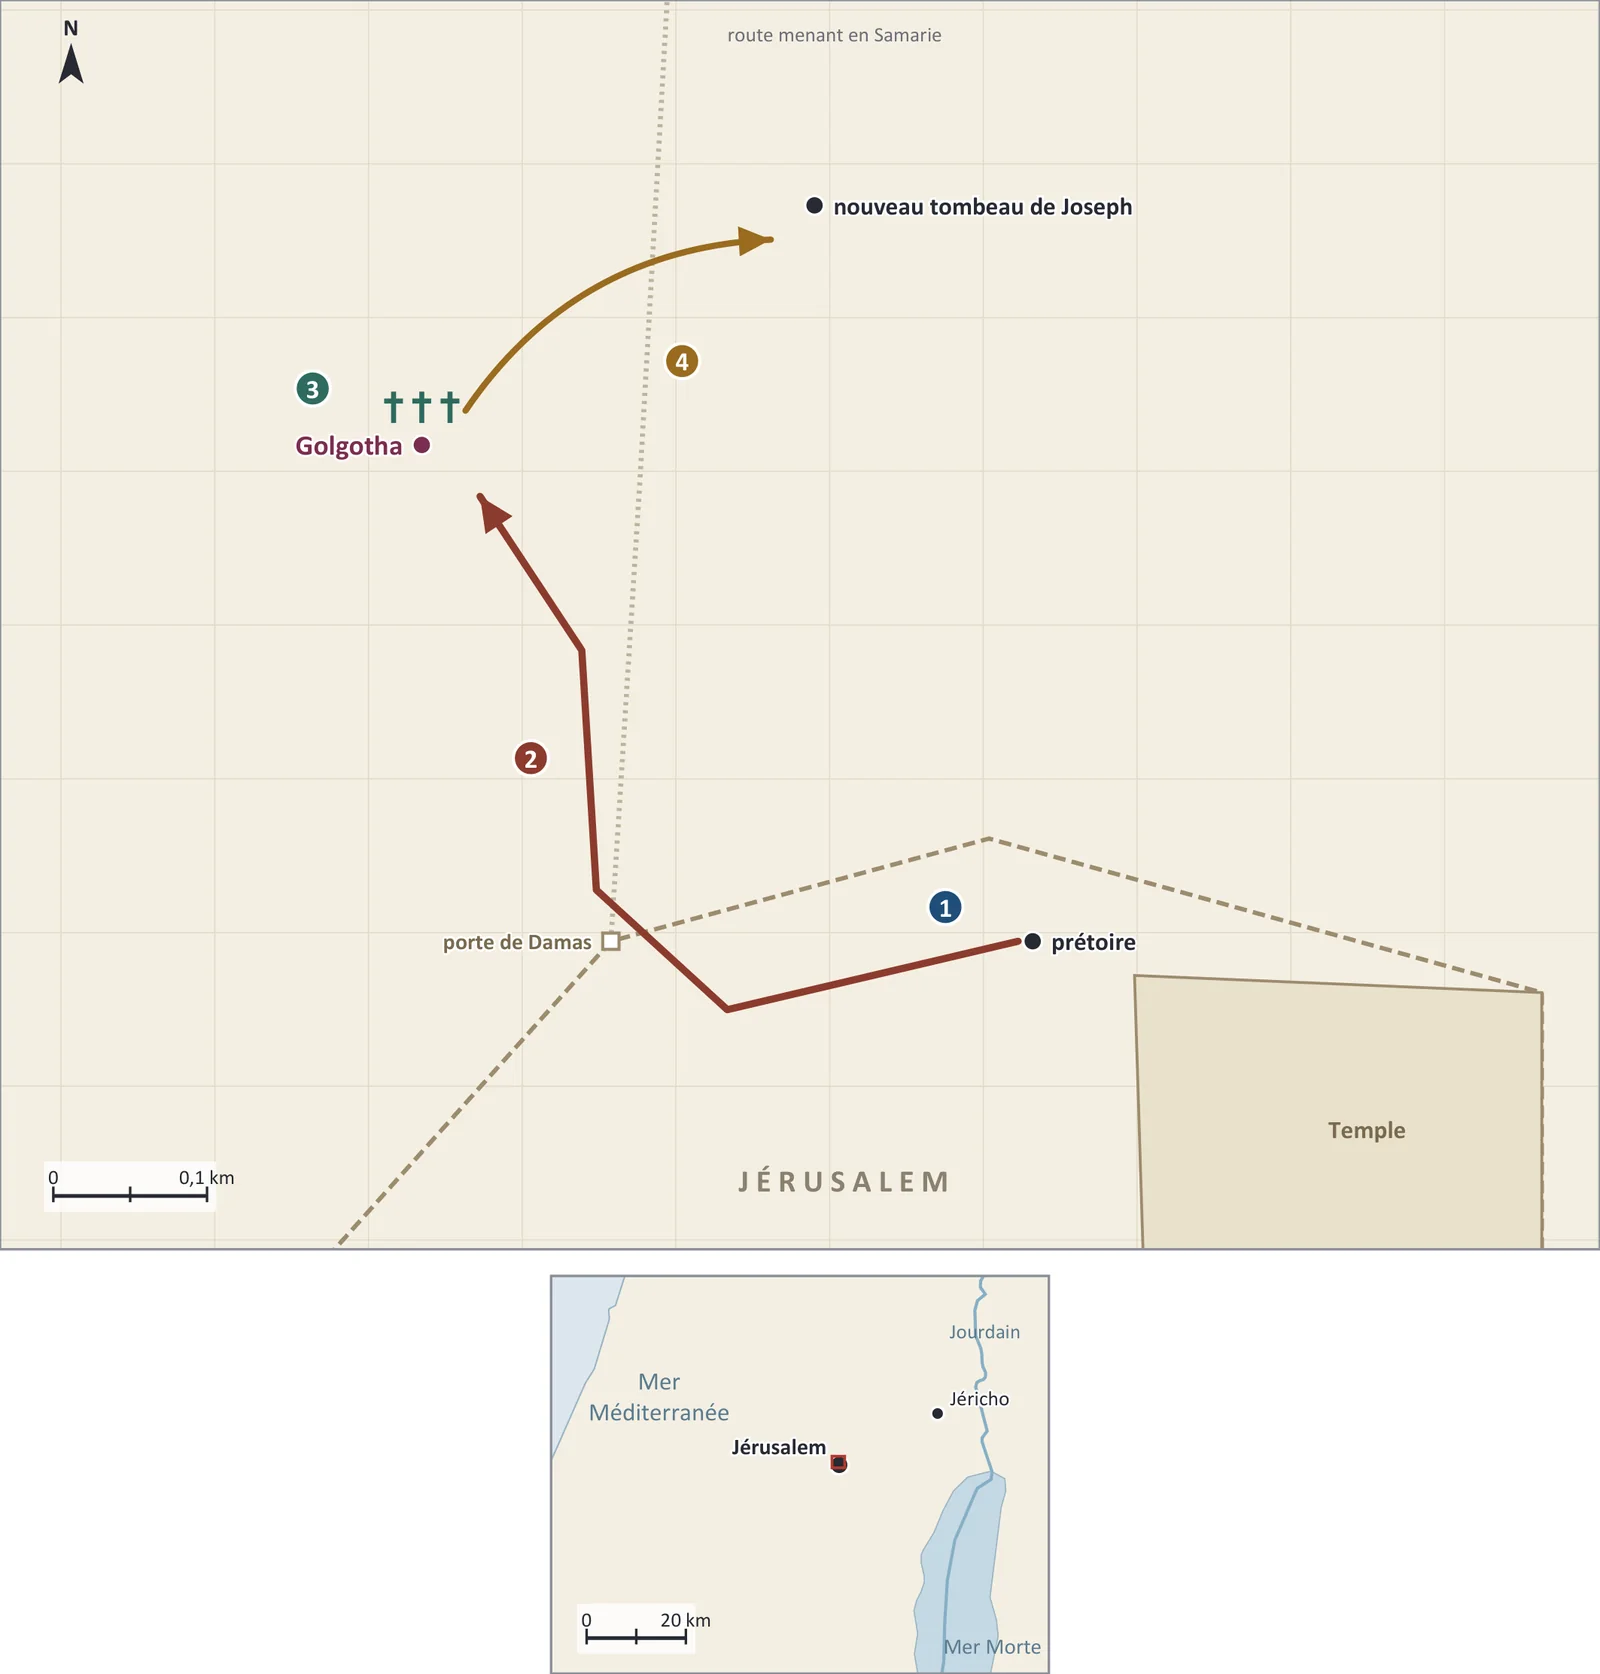 N
route menant en Samarie
nouveau tombeau de Joseph
4
3
Golgotha
2
1
porte de Damas
prétoire
Temple
0 0,1 km
JÉRUSALEM
Jourdain
Mer
Méditerranée
Jéricho
Jérusalem
0 20 km
Mer Morte